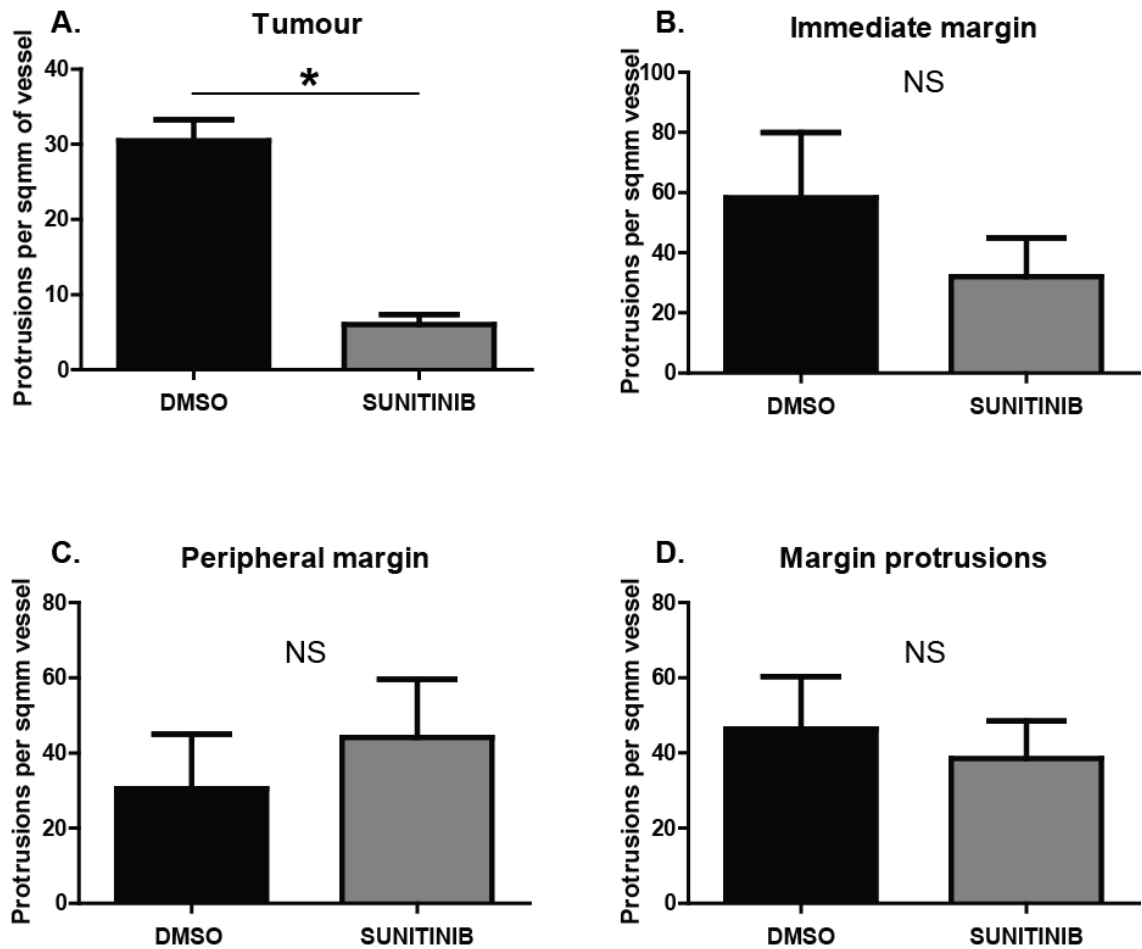 A.
Tumour
Protrusions per sqmm of vessel
40
30
20
10
0
*
DMSO
SUNITINIB
B.
Immediate margin
Protrusions per sqmm vessel
100
80
60
40
20
0
NS
DMSO
SUNITINIB
C.
Peripheral margin
Protrusions per sqmm vessel
80
60
40
20
0
NS
DMSO
SUNITINIB
D.
Margin protrusions
Protrusions per sqmm vessel
80
60
40
20
0
NS
DMSO
SUNITINIB